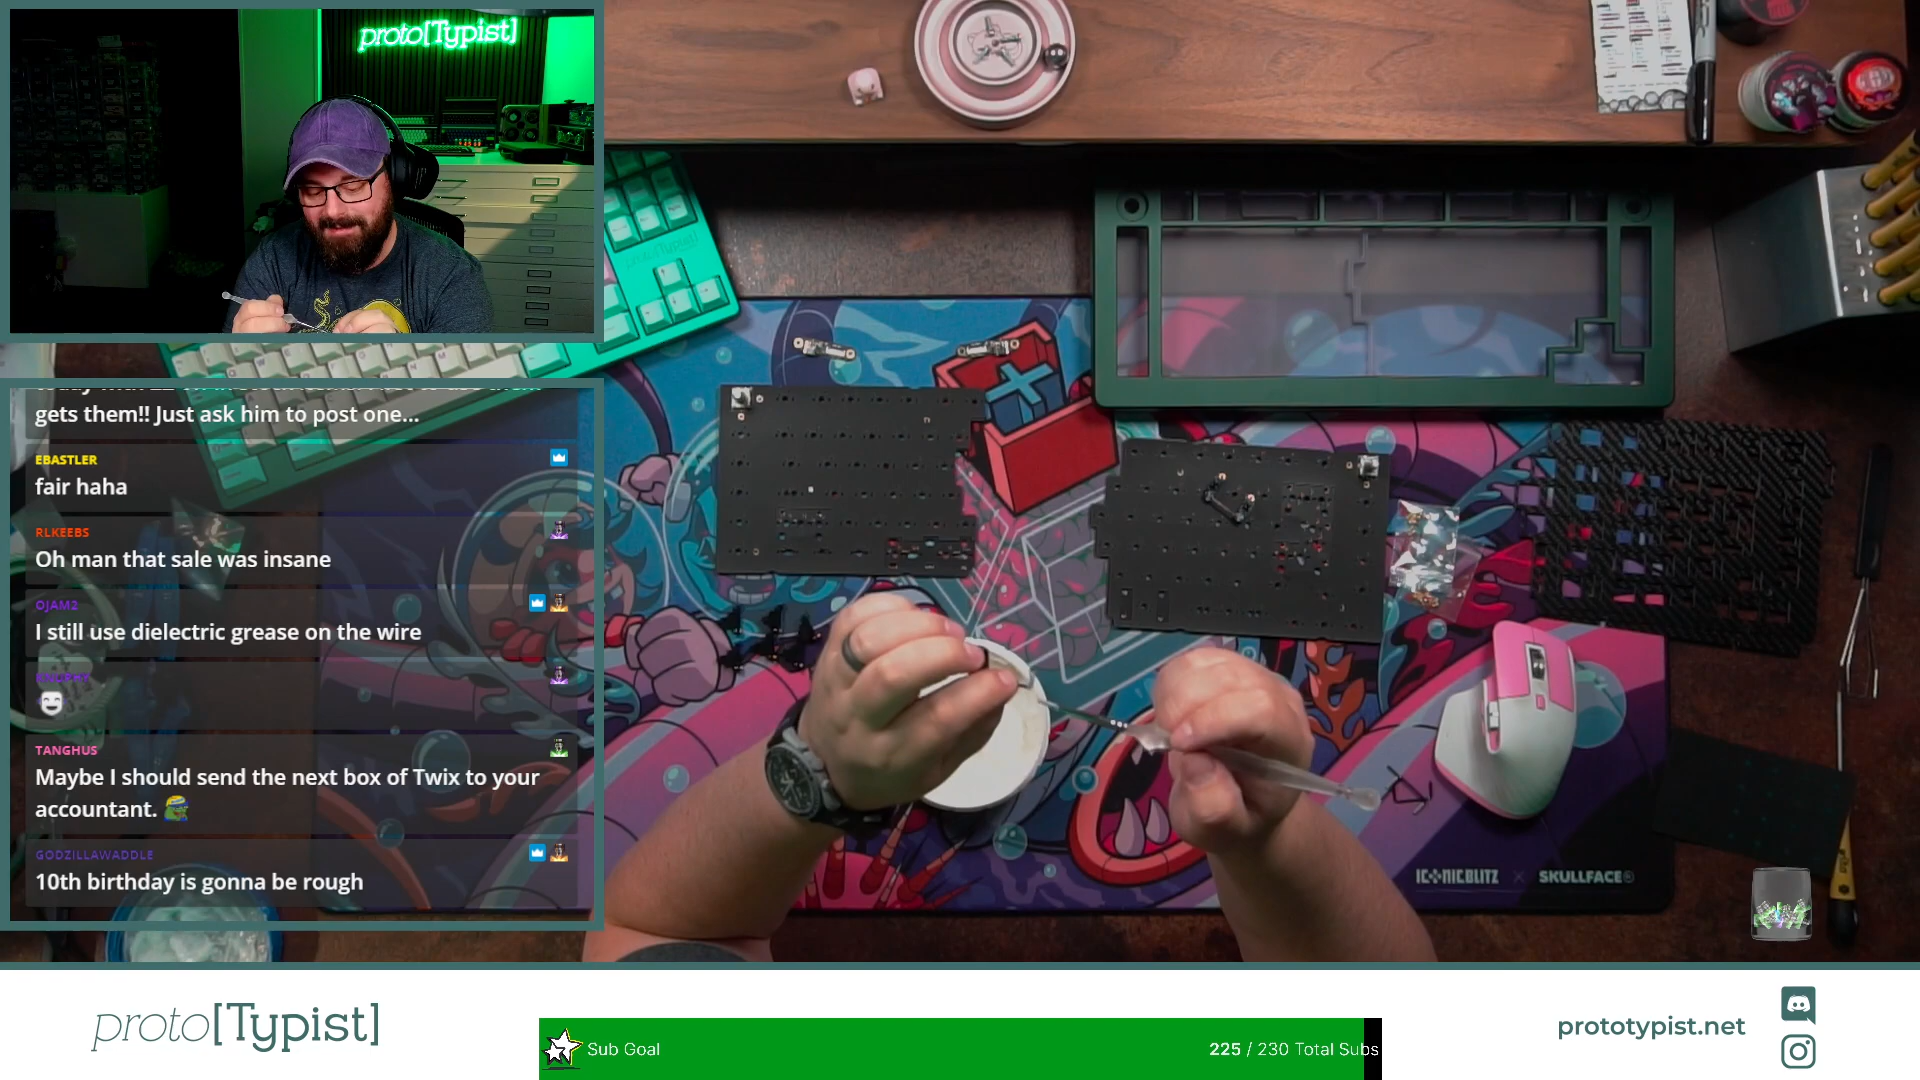 proto[Typist]
gets them!! Just ask him to post one...
EBASTLER
fair haha
RLKEEBS
Oh man that sale was insane
OJAM2
I still use dielectric grease on the wire
TANGHUS
Maybe I should send the next box of Twix to your
accountant.
GODZILLAWADDLE
10th birthday is gonna be rough
IC◇NICBLITZ × SKULLFACE®
proto[Typist]
Sub Goal
225 / 230 Total Subs
prototypist.net